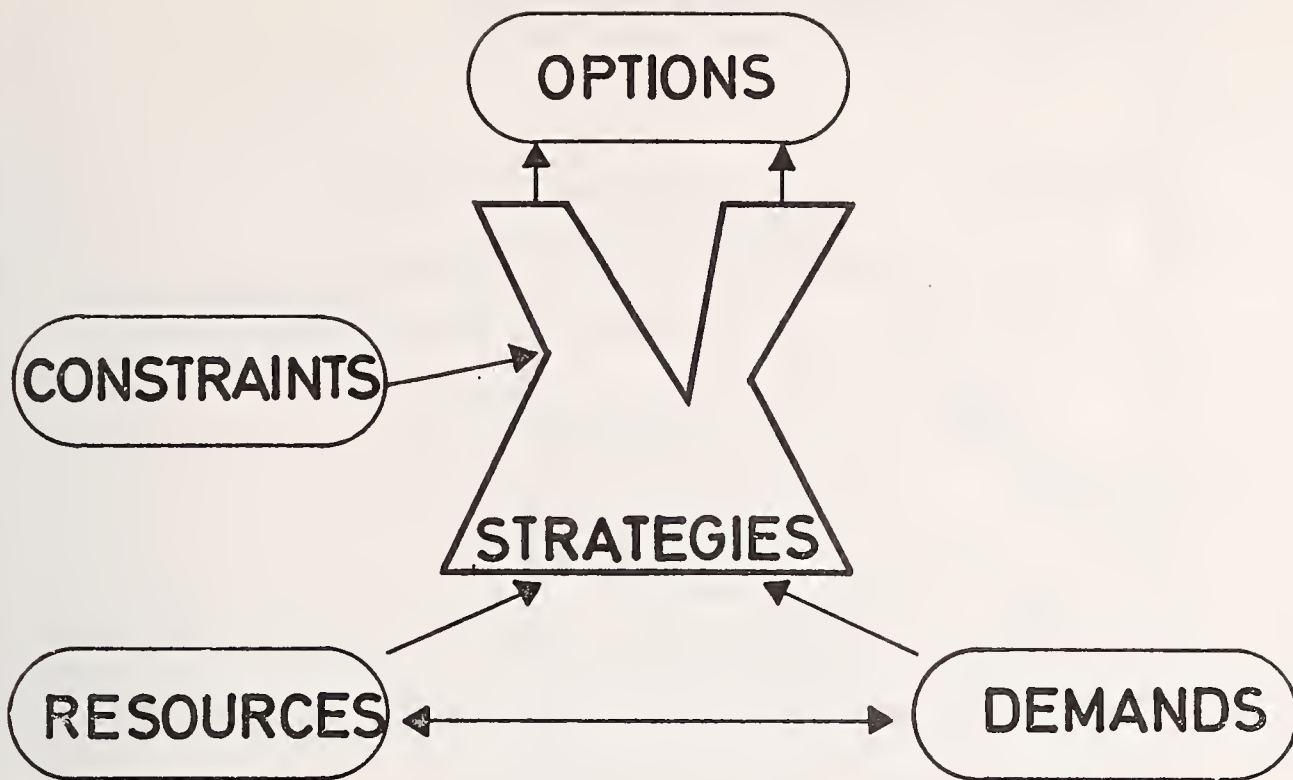 OPTIONS
CONSTRAINTS
STRATEGIES
RESOURCES
DEMANDS